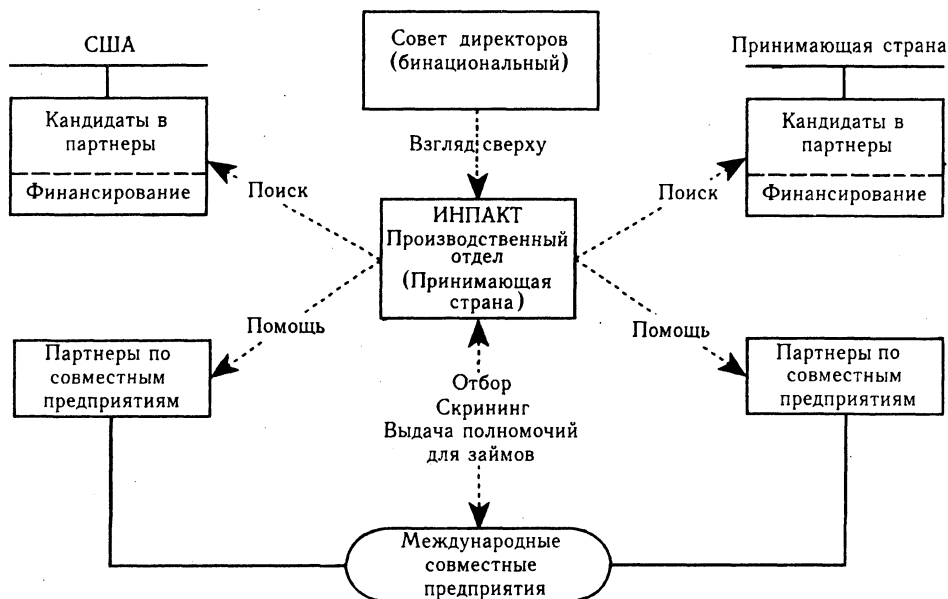 США
Совет директоров
(бинациональный)
Принимающая страна
Кандидаты в
партнеры
Финансирование
Взгляд сверху
Кандидаты в
партнеры
Финансирование
Поиск
ИНПАКТ
Производственный
отдел
(Принимающая
страна)
Поиск
Помощь
Помощь
Партнеры по
совместным
предприятиям
Отбор
Скрининг
Выдача полномочий
для займов
Партнеры по
совместным
предприятиям
Международные
совместные
предприятия